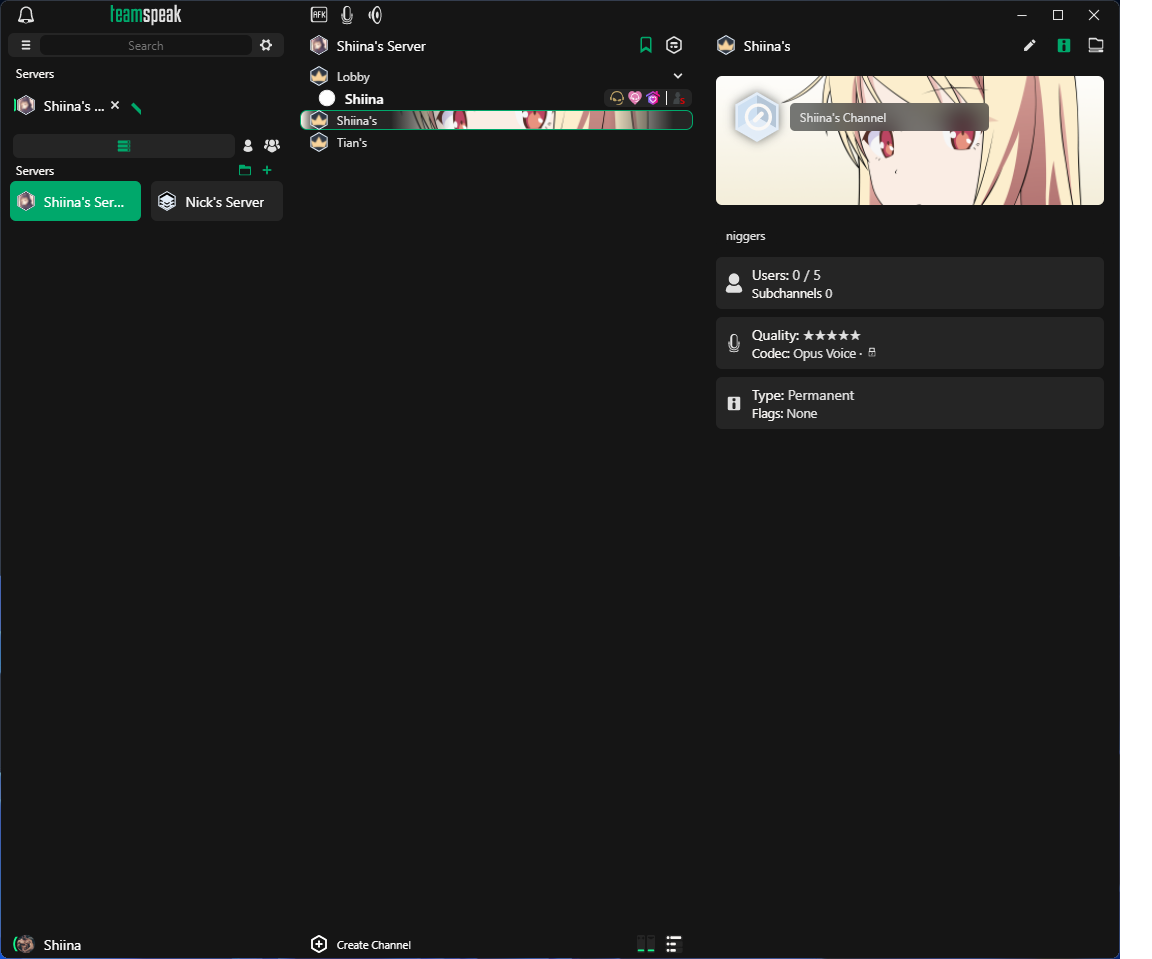 teamspeak
AFK
Search
Servers
Shiina's ...
Servers
Shiina's Ser...
Nick's Server
Shiina
Shiina's Server
Lobby
Shiina
Shiina's
Tian's
Create Channel
Shiina's
Shiina's Channel
niggers
Users: 0 / 5
Subchannels 0
Quality: ★★★★★
Codec: Opus Voice ·
Type: Permanent
Flags: None